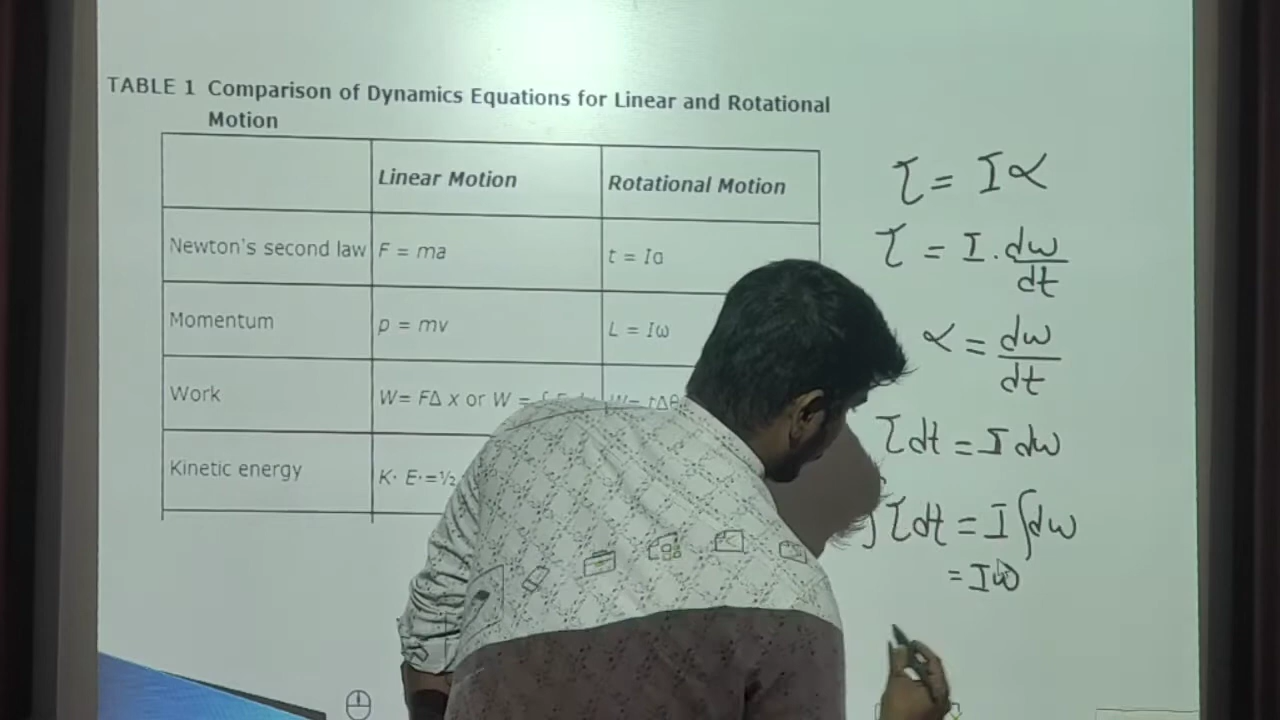 TABLE 1 Comparison of Dynamics Equations for Linear and Rotational
Motion
Linear Motion Rotational Motion
Newton's second law F = ma t = Iα
Momentum p = mv L = Iω
Work W= FΔ x or W = ∫ W= tΔθ
Kinetic energy K· E·=½
τ = Iα
τ = I. dω/dt
α = dω/dt
τdt = I dω
∫τdt = I∫dω
= Iω